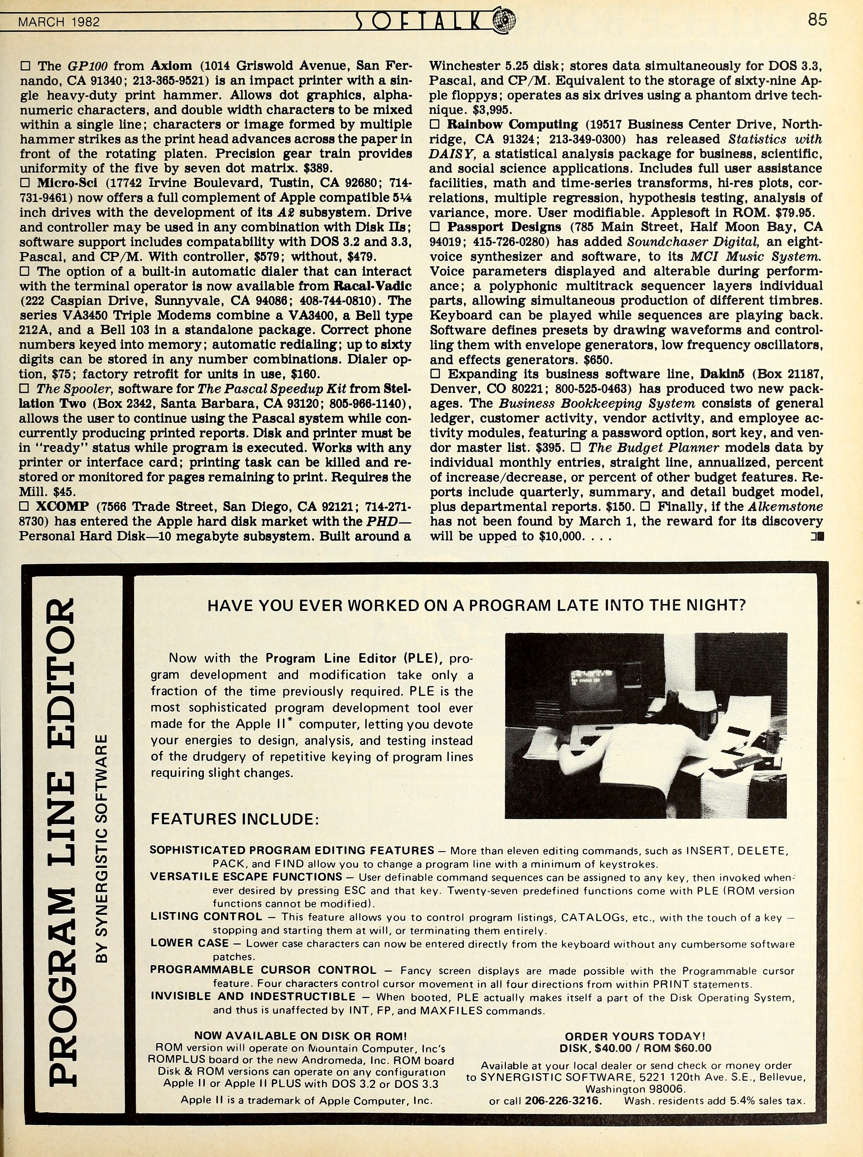 MARCH 1982
SOFTALK
85
□ The GP100 from Axiom (1014 Griswold Avenue, San Fer-
nando, CA 91340; 213-365-9521) is an impact printer with a sin-
gle heavy-duty print hammer. Allows dot graphics, alpha-
numeric characters, and double width characters to be mixed
within a single line; characters or image formed by multiple
hammer strikes as the print head advances across the paper in
front of the rotating platen. Precision gear train provides
uniformity of the five by seven dot matrix. $389.
□ Micro-Sci (17742 Irvine Boulevard, Tustin, CA 92680; 714-
731-9461) now offers a full complement of Apple compatible 5¼
inch drives with the development of its A2 subsystem. Drive
and controller may be used in any combination with Disk IIs;
software support includes compatability with DOS 3.2 and 3.3,
Pascal, and CP/M. With controller, $579; without, $479.
□ The option of a built-in automatic dialer that can interact
with the terminal operator is now available from Racal-Vadic
(222 Caspian Drive, Sunnyvale, CA 94086; 408-744-0810). The
series VA3450 Triple Modems combine a VA3400, a Bell type
212A, and a Bell 103 in a standalone package. Correct phone
numbers keyed into memory; automatic redialing; up to sixty
digits can be stored in any number combinations. Dialer op-
tion, $75; factory retrofit for units in use, $160.
□ The Spooler, software for The Pascal Speedup Kit from Stel-
lation Two (Box 2342, Santa Barbara, CA 93120; 805-966-1140),
allows the user to continue using the Pascal system while con-
currently producing printed reports. Disk and printer must be
in "ready" status while program is executed. Works with any
printer or interface card; printing task can be killed and re-
stored or monitored for pages remaining to print. Requires the
Mill. $45.
□ XCOMP (7566 Trade Street, San Diego, CA 92121; 714-271-
8730) has entered the Apple hard disk market with the PHD—
Personal Hard Disk—10 megabyte subsystem. Built around a
Winchester 5.25 disk; stores data simultaneously for DOS 3.3,
Pascal, and CP/M. Equivalent to the storage of sixty-nine Ap-
ple floppys; operates as six drives using a phantom drive tech-
nique. $3,995.
□ Rainbow Computing (19517 Business Center Drive, North-
ridge, CA 91324; 213-349-0300) has released Statistics with
DAISY, a statistical analysis package for business, scientific,
and social science applications. Includes full user assistance
facilities, math and time-series transforms, hi-res plots, cor-
relations, multiple regression, hypothesis testing, analysis of
variance, more. User modifiable. Applesoft in ROM. $79.95.
□ Passport Designs (785 Main Street, Half Moon Bay, CA
94019; 415-726-0280) has added Soundchaser Digital, an eight-
voice synthesizer and software, to its MCI Music System.
Voice parameters displayed and alterable during perform-
ance; a polyphonic multitrack sequencer layers individual
parts, allowing simultaneous production of different timbres.
Keyboard can be played while sequences are playing back.
Software defines presets by drawing waveforms and control-
ling them with envelope generators, low frequency oscillators,
and effects generators. $650.
□ Expanding its business software line, Dakin5 (Box 21187,
Denver, CO 80221; 800-525-0463) has produced two new pack-
ages. The Business Bookkeeping System consists of general
ledger, customer activity, vendor activity, and employee ac-
tivity modules, featuring a password option, sort key, and ven-
dor master list. $395. □ The Budget Planner models data by
individual monthly entries, straight line, annualized, percent
of increase/decrease, or percent of other budget features. Re-
ports include quarterly, summary, and detail budget model,
plus departmental reports. $150. □ Finally, if the Alkemstone
has not been found by March 1, the reward for its discovery
will be upped to $10,000. . . .
PROGRAM LINE EDITOR
BY SYNERGISTIC SOFTWARE
HAVE YOU EVER WORKED ON A PROGRAM LATE INTO THE NIGHT?
Now with the Program Line Editor (PLE), pro-
gram development and modification take only a
fraction of the time previously required. PLE is the
most sophisticated program development tool ever
made for the Apple II* computer, letting you devote
your energies to design, analysis, and testing instead
of the drudgery of repetitive keying of program lines
requiring slight changes.
FEATURES INCLUDE:
SOPHISTICATED PROGRAM EDITING FEATURES — More than eleven editing commands, such as INSERT, DELETE,
PACK, and FIND allow you to change a program line with a minimum of keystrokes.
VERSATILE ESCAPE FUNCTIONS — User definable command sequences can be assigned to any key, then invoked when-
ever desired by pressing ESC and that key. Twenty-seven predefined functions come with PLE (ROM version
functions cannot be modified).
LISTING CONTROL — This feature allows you to control program listings, CATALOGs, etc., with the touch of a key —
stopping and starting them at will, or terminating them entirely.
LOWER CASE — Lower case characters can now be entered directly from the keyboard without any cumbersome software
patches.
PROGRAMMABLE CURSOR CONTROL — Fancy screen displays are made possible with the Programmable cursor
feature. Four characters control cursor movement in all four directions from within PRINT statements.
INVISIBLE AND INDESTRUCTIBLE — When booted, PLE actually makes itself a part of the Disk Operating System,
and thus is unaffected by INT, FP, and MAXFILES commands.
NOW AVAILABLE ON DISK OR ROM!
ROM version will operate on Mountain Computer, Inc's
ROMPLUS board or the new Andromeda, Inc. ROM board
Disk & ROM versions can operate on any configuration
Apple II or Apple II PLUS with DOS 3.2 or DOS 3.3
Apple II is a trademark of Apple Computer, Inc.
ORDER YOURS TODAY!
DISK, $40.00 / ROM $60.00
Available at your local dealer or send check or money order
to SYNERGISTIC SOFTWARE, 5221 120th Ave. S.E., Bellevue,
Washington 98006.
or call 206-226-3216. Wash. residents add 5.4% sales tax.